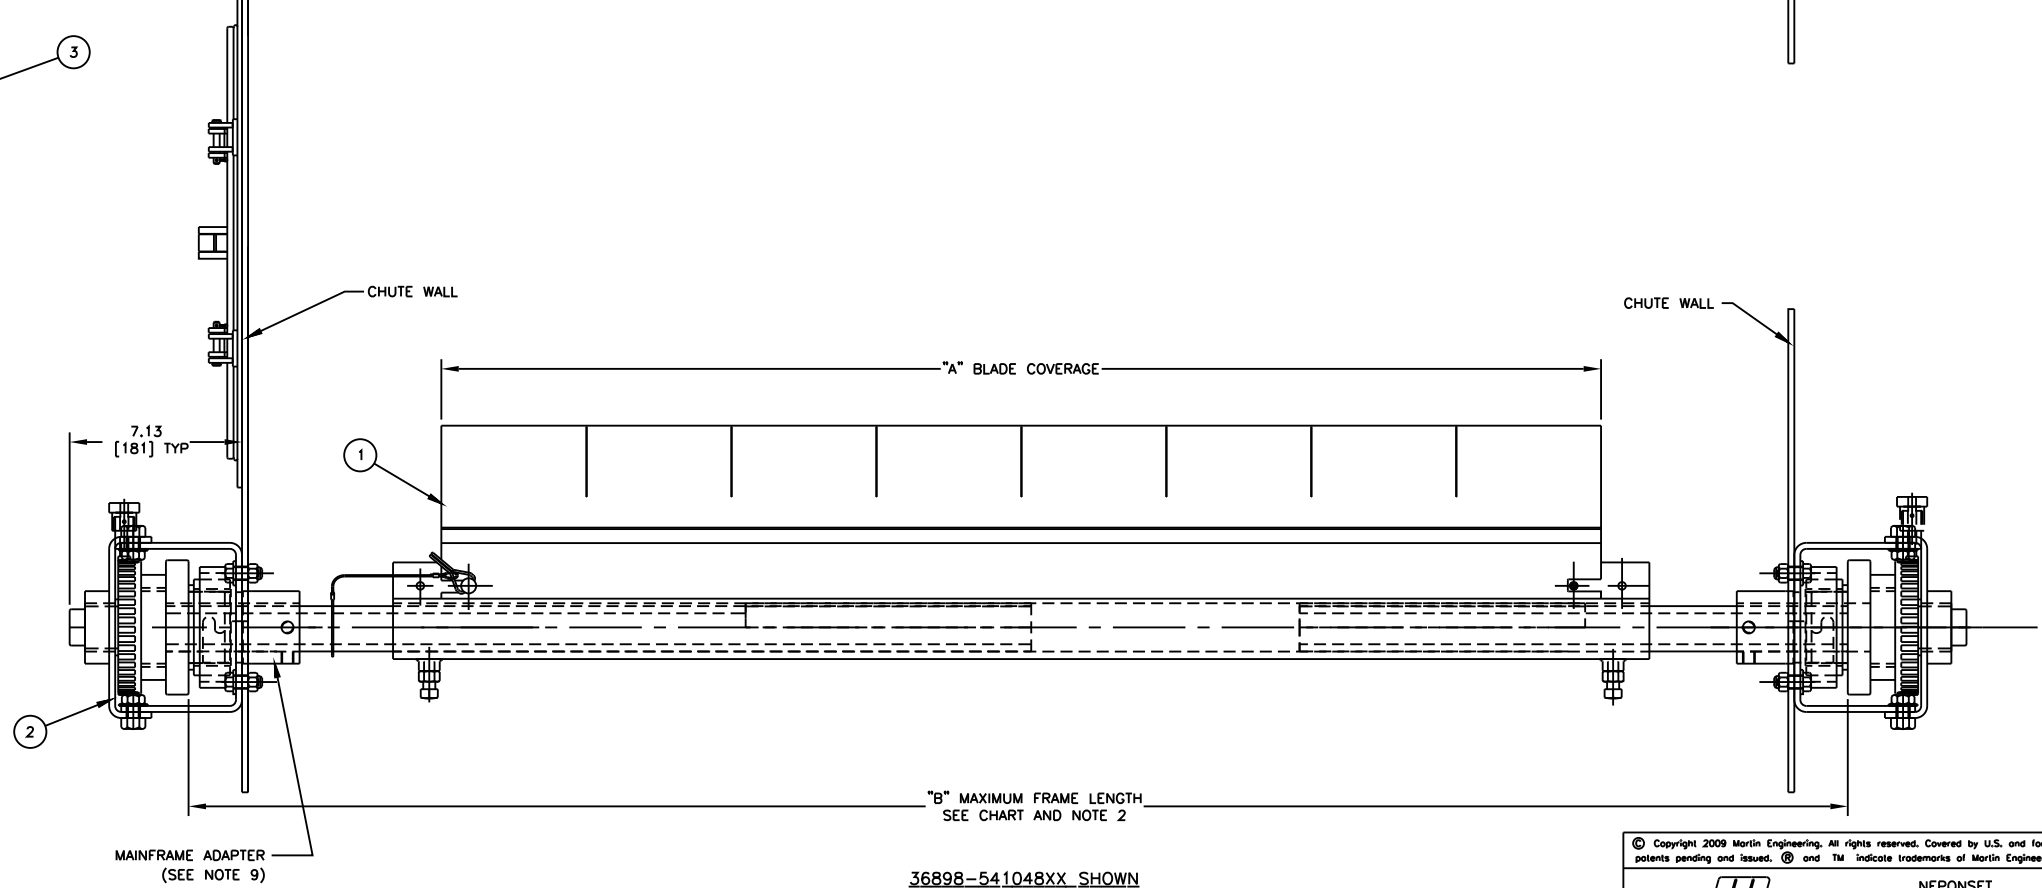 3
CHUTE WALL
CHUTE WALL
"A" BLADE COVERAGE
7.13
[181] TYP
1
2
"B" MAXIMUM FRAME LENGTH
SEE CHART AND NOTE 2
MAINFRAME ADAPTER
(SEE NOTE 9)
36898-541048XX SHOWN
© Copyright 2009 Martin Engineering. All rights reserved. Covered by U.S. and fo
patents pending and issued. ® and TM indicate trademarks of Martin Enginee
NEPONSET